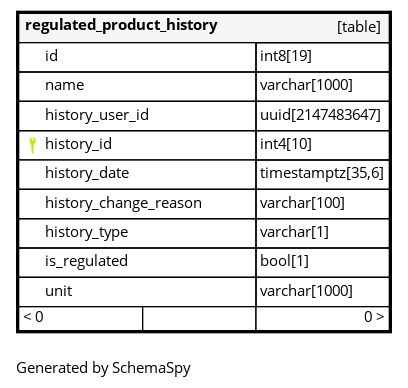 regulated_product_history [table]
id int8[19]
name varchar[1000]
history_user_id uuid[2147483647]
history_id int4[10]
history_date timestamptz[35,6]
history_change_reason varchar[100]
history_type varchar[1]
is_regulated bool[1]
unit varchar[1000]
< 0 0 >
Generated by SchemaSpy